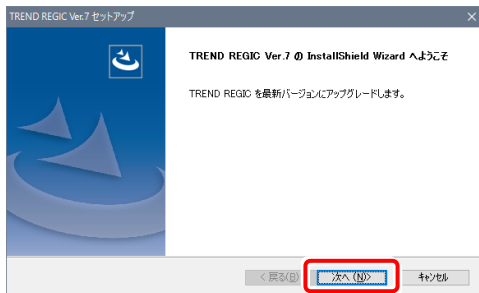 TREND REGIC Ver.7 セットアップ
TREND REGIC Ver.7 の InstallShield Wizard へようこそ
TREND REGIC を最新バージョンにアップグレードします。
< 戻る(B)
次へ(N)>
キャンセル